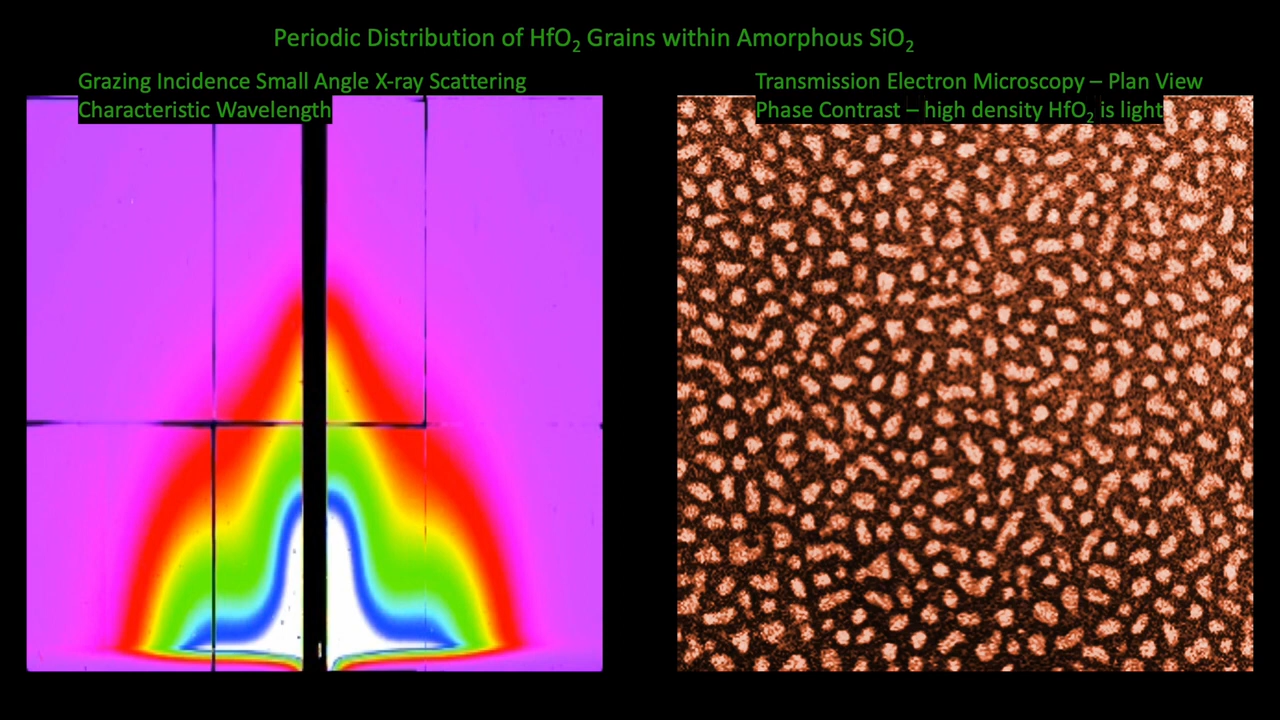 Periodic Distribution of HfO₂ Grains within Amorphous SiO₂
Grazing Incidence Small Angle X-ray Scattering
Characteristic Wavelength
Transmission Electron Microscopy – Plan View
Phase Contrast – high density HfO₂ is light